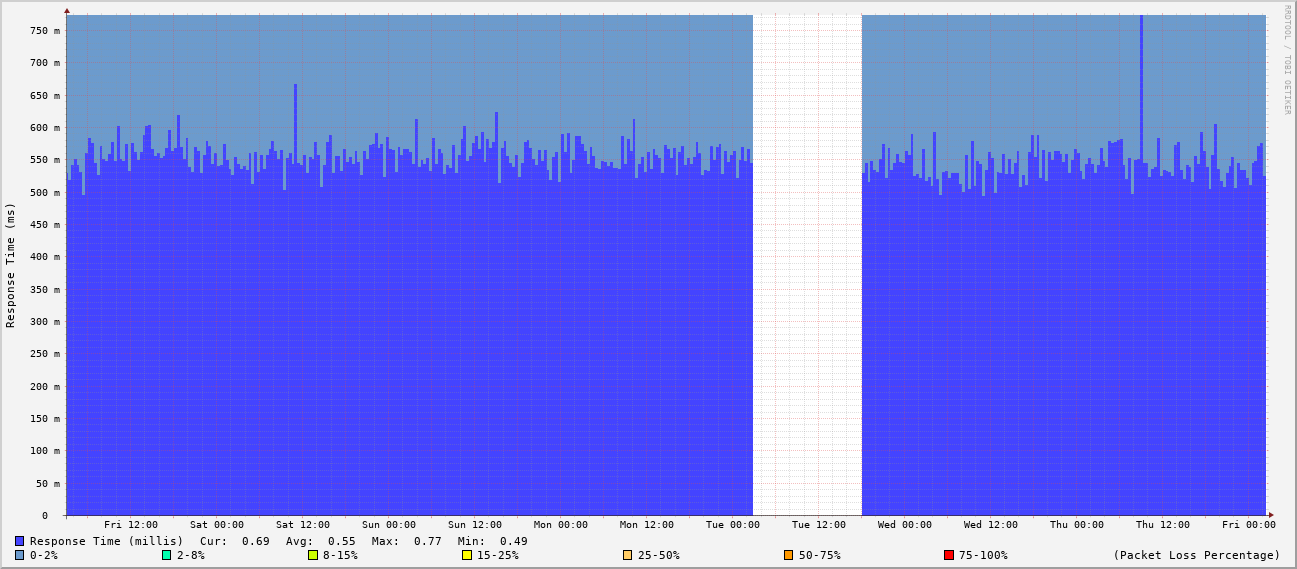 RRDTOOL / TOBI OETIKER
Response Time (ms)
750 m
700 m
650 m
600 m
550 m
500 m
450 m
400 m
350 m
300 m
250 m
200 m
150 m
100 m
50 m
0
Fri 12:00 Sat 00:00 Sat 12:00 Sun 00:00 Sun 12:00 Mon 00:00 Mon 12:00 Tue 00:00 Tue 12:00 Wed 00:00 Wed 12:00 Thu 00:00 Thu 12:00 Fri 00:00
Response Time (millis) Cur: 0.69 Avg: 0.55 Max: 0.77 Min: 0.49
0-2% 2-8% 8-15% 15-25% 25-50% 50-75% 75-100% (Packet Loss Percentage)